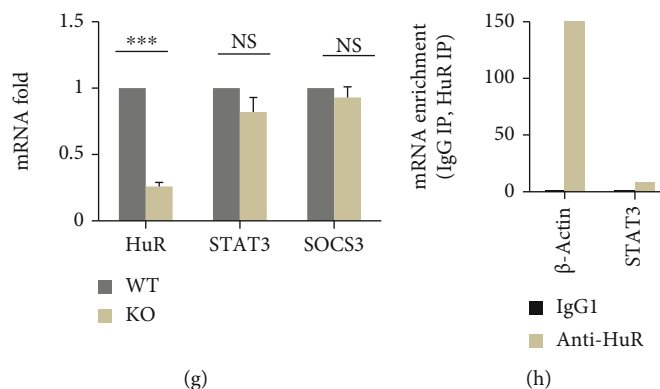 1.5
1
0.5
0
mRNA fold
***
NS
NS
HuR
STAT3
SOCS3
WT
KO
(g)
150
100
50
0
mRNA enrichment
(IgG IP, HuR IP)
β-Actin
STAT3
IgG1
Anti-HuR
(h)